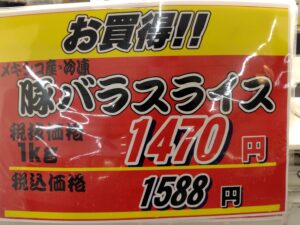 お買得!!
メキシコ産・冷凍
豚バラスライス
税抜価格
1kg 1470円
税込価格 1588円